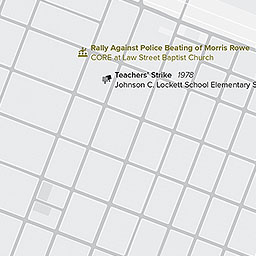 Rally Against Police Beating of Morris Rowe
CORE at Law Street Baptist Church
Teachers' Strike 1978
Johnson C. Lockett School Elementary S